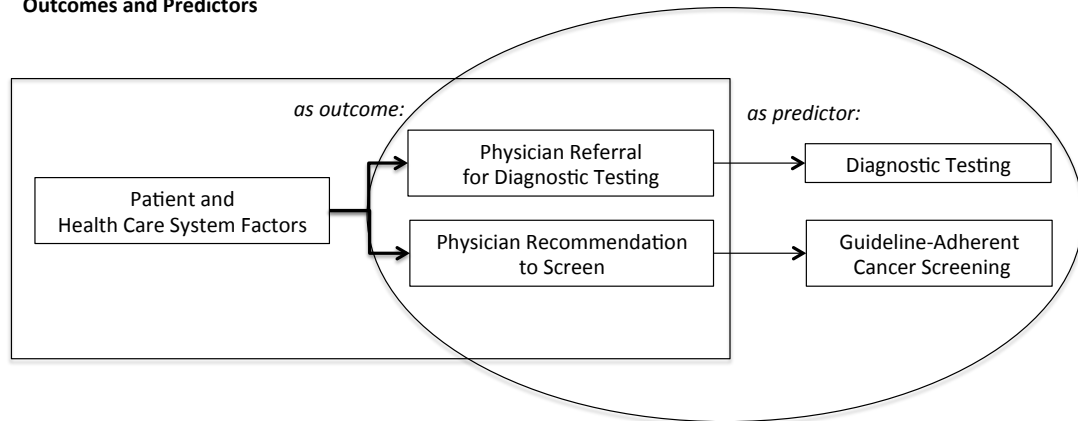 Outcomes and Predictors
as outcome:
as predictor:
Physician Referral
for Diagnostic Testing
Diagnostic Testing
Patient and
Health Care System Factors
Physician Recommendation
to Screen
Guideline-Adherent
Cancer Screening